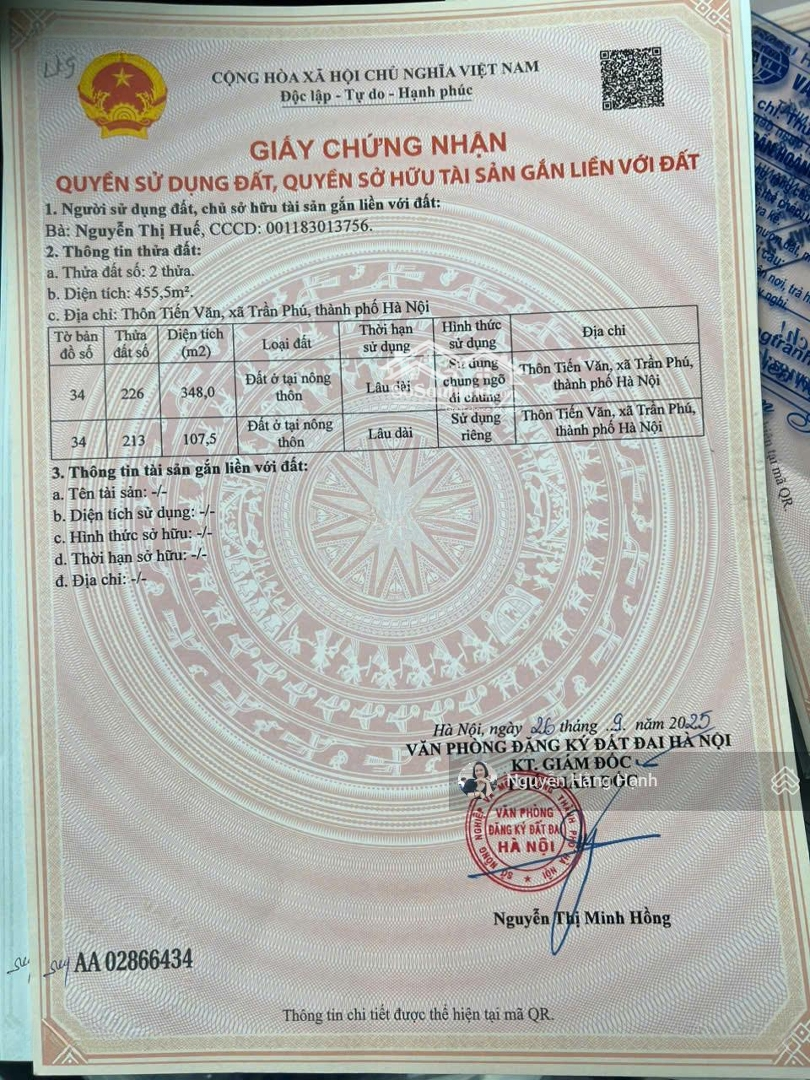 CỘNG HÒA XÃ HỘI CHỦ NGHĨA VIỆT NAM
Độc lập - Tự do - Hạnh phúc
GIẤY CHỨNG NHẬN
QUYỀN SỬ DỤNG ĐẤT, QUYỀN SỞ HỮU TÀI SẢN GẮN LIỀN VỚI ĐẤT
1. Người sử dụng đất, chủ sở hữu tài sản gắn liền với đất:
Bà: Nguyễn Thị Huế, CCCD: 001183013756.
2. Thông tin thửa đất:
a. Thửa đất số: 2 thửa.
b. Diện tích: 455,5m².
c. Địa chỉ: Thôn Tiến Văn, xã Trần Phú, thành phố Hà Nội
Tờ bản đồ số Thửa đất số Diện tích (m2) Loại đất Thời hạn sử dụng Hình thức sử dụng Địa chỉ
34 226 348,0 Đất ở tại nông thôn Lâu dài Sử dụng chung ngõ đi chung Thôn Tiến Văn, xã Trần Phú, thành phố Hà Nội
34 213 107,5 Đất ở tại nông thôn Lâu dài Sử dụng riêng Thôn Tiến Văn, xã Trần Phú, thành phố Hà Nội
3. Thông tin tài sản gắn liền với đất:
a. Tên tài sản: -/-
b. Diện tích sử dụng: -/-
c. Hình thức sở hữu: -/-
d. Thời hạn sở hữu: -/-
đ. Địa chỉ: -/-
Hà Nội, ngày 26 tháng 9. năm 2025
VĂN PHÒNG ĐĂNG KÝ ĐẤT ĐAI HÀ NỘI
KT. GIÁM ĐỐC
Nguyen Hang Hanh
VĂN PHÒNG
ĐĂNG KÝ ĐẤT ĐAI
HÀ NỘI
Nguyễn Thị Minh Hồng
AA 02866434
Thông tin chi tiết được thể hiện tại mã QR.
tại mã QR.